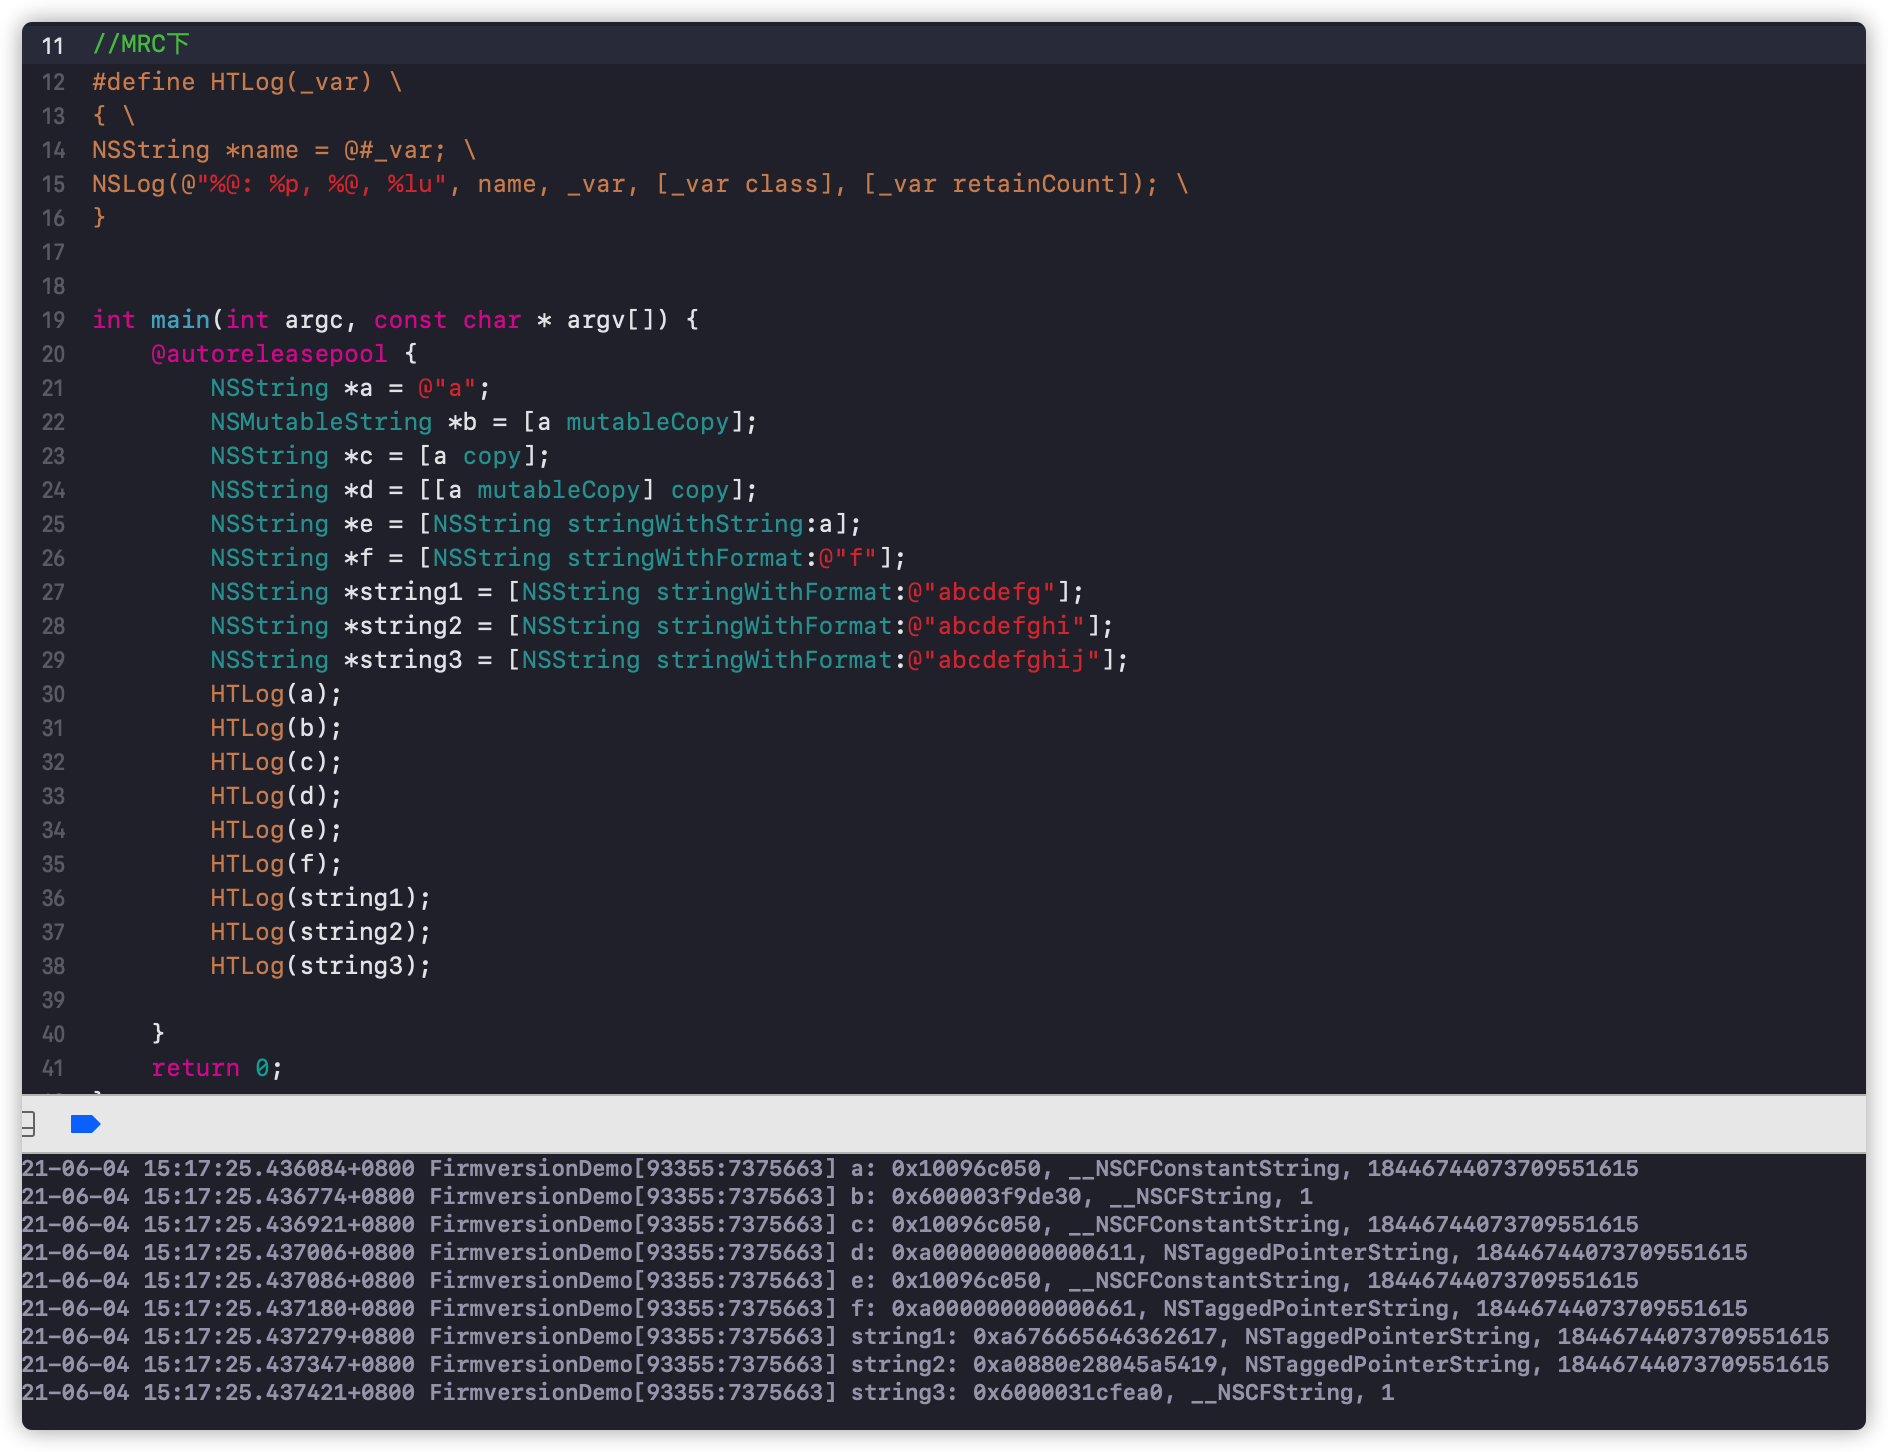 11 //MRC下
12 #define HTLog(_var) \
13 { \
14 NSString *name = @#_var; \
15 NSLog(@"%@: %p, %@, %lu", name, _var, [_var class], [_var retainCount]); \
16 }
17
18
19 int main(int argc, const char * argv[]) {
20 @autoreleasepool {
21 NSString *a = @"a";
22 NSMutableString *b = [a mutableCopy];
23 NSString *c = [a copy];
24 NSString *d = [[a mutableCopy] copy];
25 NSString *e = [NSString stringWithString:a];
26 NSString *f = [NSString stringWithFormat:@"f"];
27 NSString *string1 = [NSString stringWithFormat:@"abcdefg"];
28 NSString *string2 = [NSString stringWithFormat:@"abcdefghi"];
29 NSString *string3 = [NSString stringWithFormat:@"abcdefghij"];
30 HTLog(a);
31 HTLog(b);
32 HTLog(c);
33 HTLog(d);
34 HTLog(e);
35 HTLog(f);
36 HTLog(string1);
37 HTLog(string2);
38 HTLog(string3);
39
40 }
41 return 0;
21-06-04 15:17:25.436084+0800 FirmversionDemo[93355:7375663] a: 0x10096c050, __NSCFConstantString, 18446744073709551615
21-06-04 15:17:25.436774+0800 FirmversionDemo[93355:7375663] b: 0x600003f9de30, __NSCFString, 1
21-06-04 15:17:25.436921+0800 FirmversionDemo[93355:7375663] c: 0x10096c050, __NSCFConstantString, 18446744073709551615
21-06-04 15:17:25.437006+0800 FirmversionDemo[93355:7375663] d: 0xa000000000000611, NSTaggedPointerString, 18446744073709551615
21-06-04 15:17:25.437086+0800 FirmversionDemo[93355:7375663] e: 0x10096c050, __NSCFConstantString, 18446744073709551615
21-06-04 15:17:25.437180+0800 FirmversionDemo[93355:7375663] f: 0xa000000000000661, NSTaggedPointerString, 18446744073709551615
21-06-04 15:17:25.437279+0800 FirmversionDemo[93355:7375663] string1: 0xa676665646362617, NSTaggedPointerString, 18446744073709551615
21-06-04 15:17:25.437347+0800 FirmversionDemo[93355:7375663] string2: 0xa0880e28045a5419, NSTaggedPointerString, 18446744073709551615
21-06-04 15:17:25.437421+0800 FirmversionDemo[93355:7375663] string3: 0x6000031cfea0, __NSCFString, 1